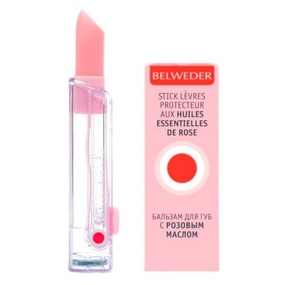 BELWEDER
STICK LÈVRES
PROTECTEUR
AUX HUILES
ESSENTIELLES
DE ROSE
БАЛЬЗАМ ДЛЯ ГУБ
С РОЗОВЫМ
МАСЛОМ